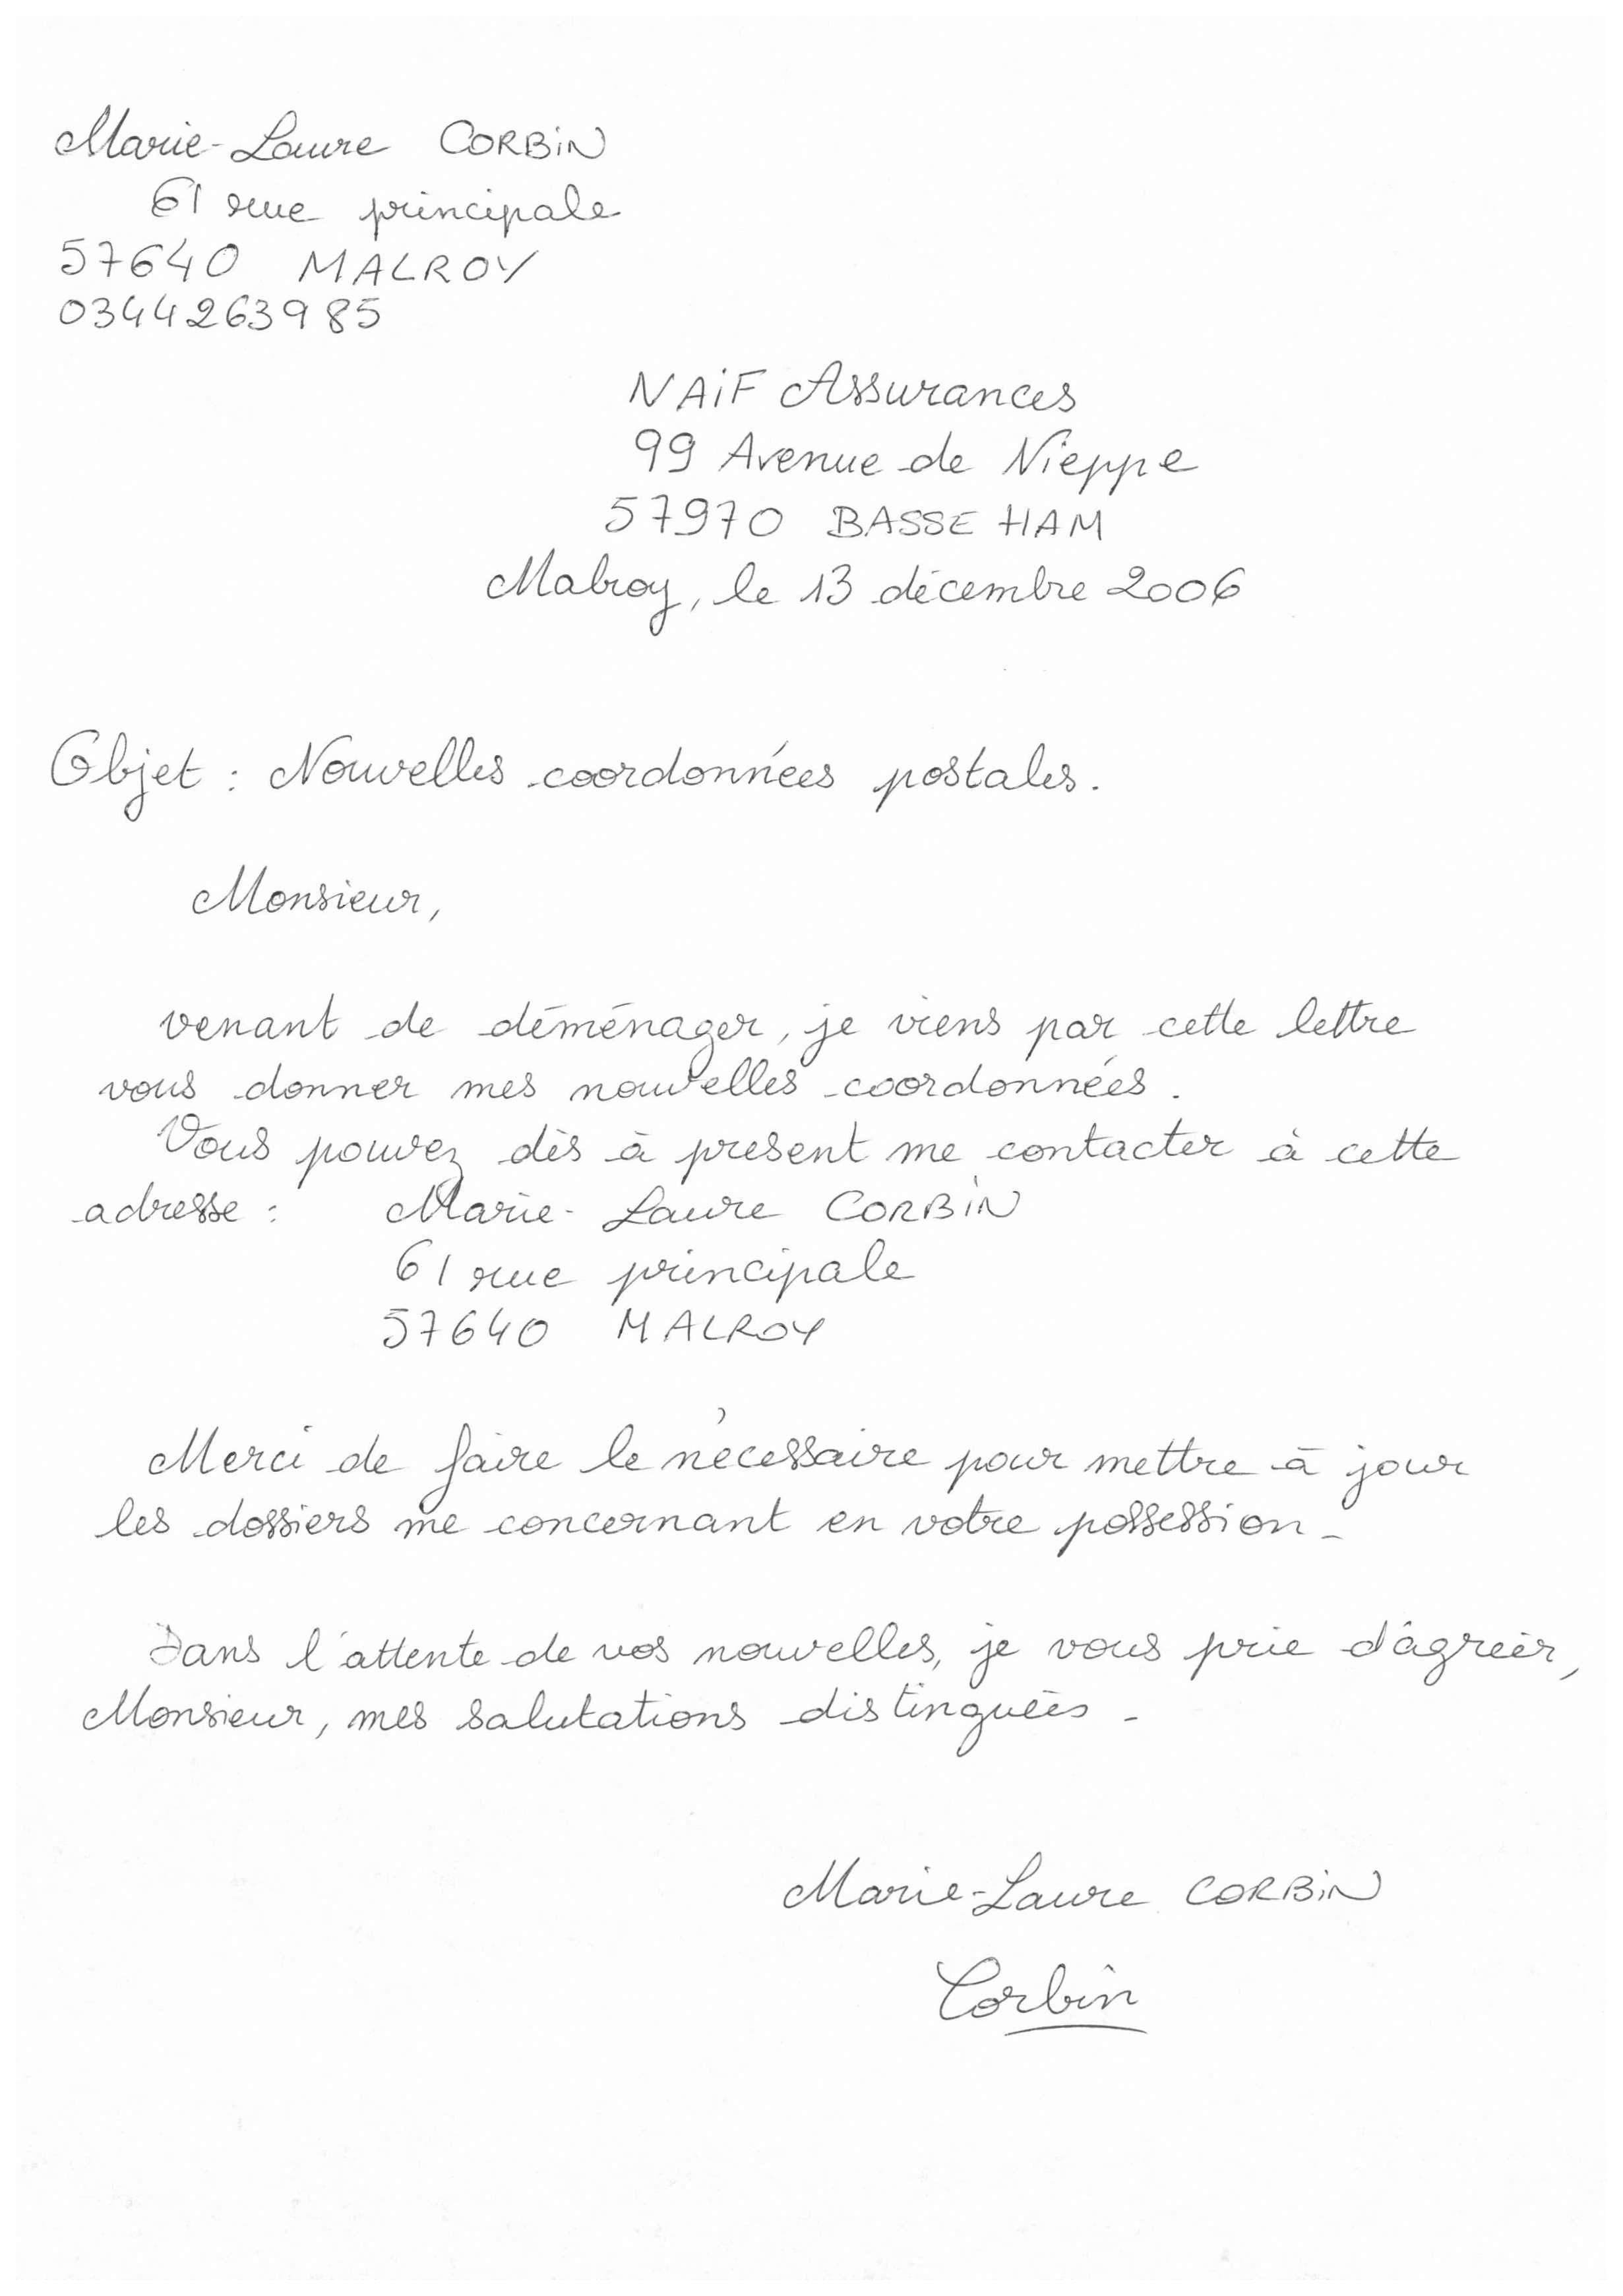 Marie-Laure CORBIN
61 rue principale
57640 MALROY
0344263985
NAIF Assurances
99 Avenue de Nieppe
57970 BASSE HAM
Malroy, le 13 décembre 2006
Objet : Nouvelles coordonnées postales.
Monsieur,
venant de déménager, je viens par cette lettre
vous donner mes nouvelles coordonnées.
Vous pouvez dès à présent me contacter à cette
adresse : Marie-Laure CORBIN
61 rue principale
57640 MALROY
Merci de faire le nécessaire pour mettre à jour
les dossiers me concernant en votre possession.
Dans l'attente de vos nouvelles, je vous prie d'agréer,
Monsieur, mes salutations distinguées.
Marie-Laure CORBIN
Corbin